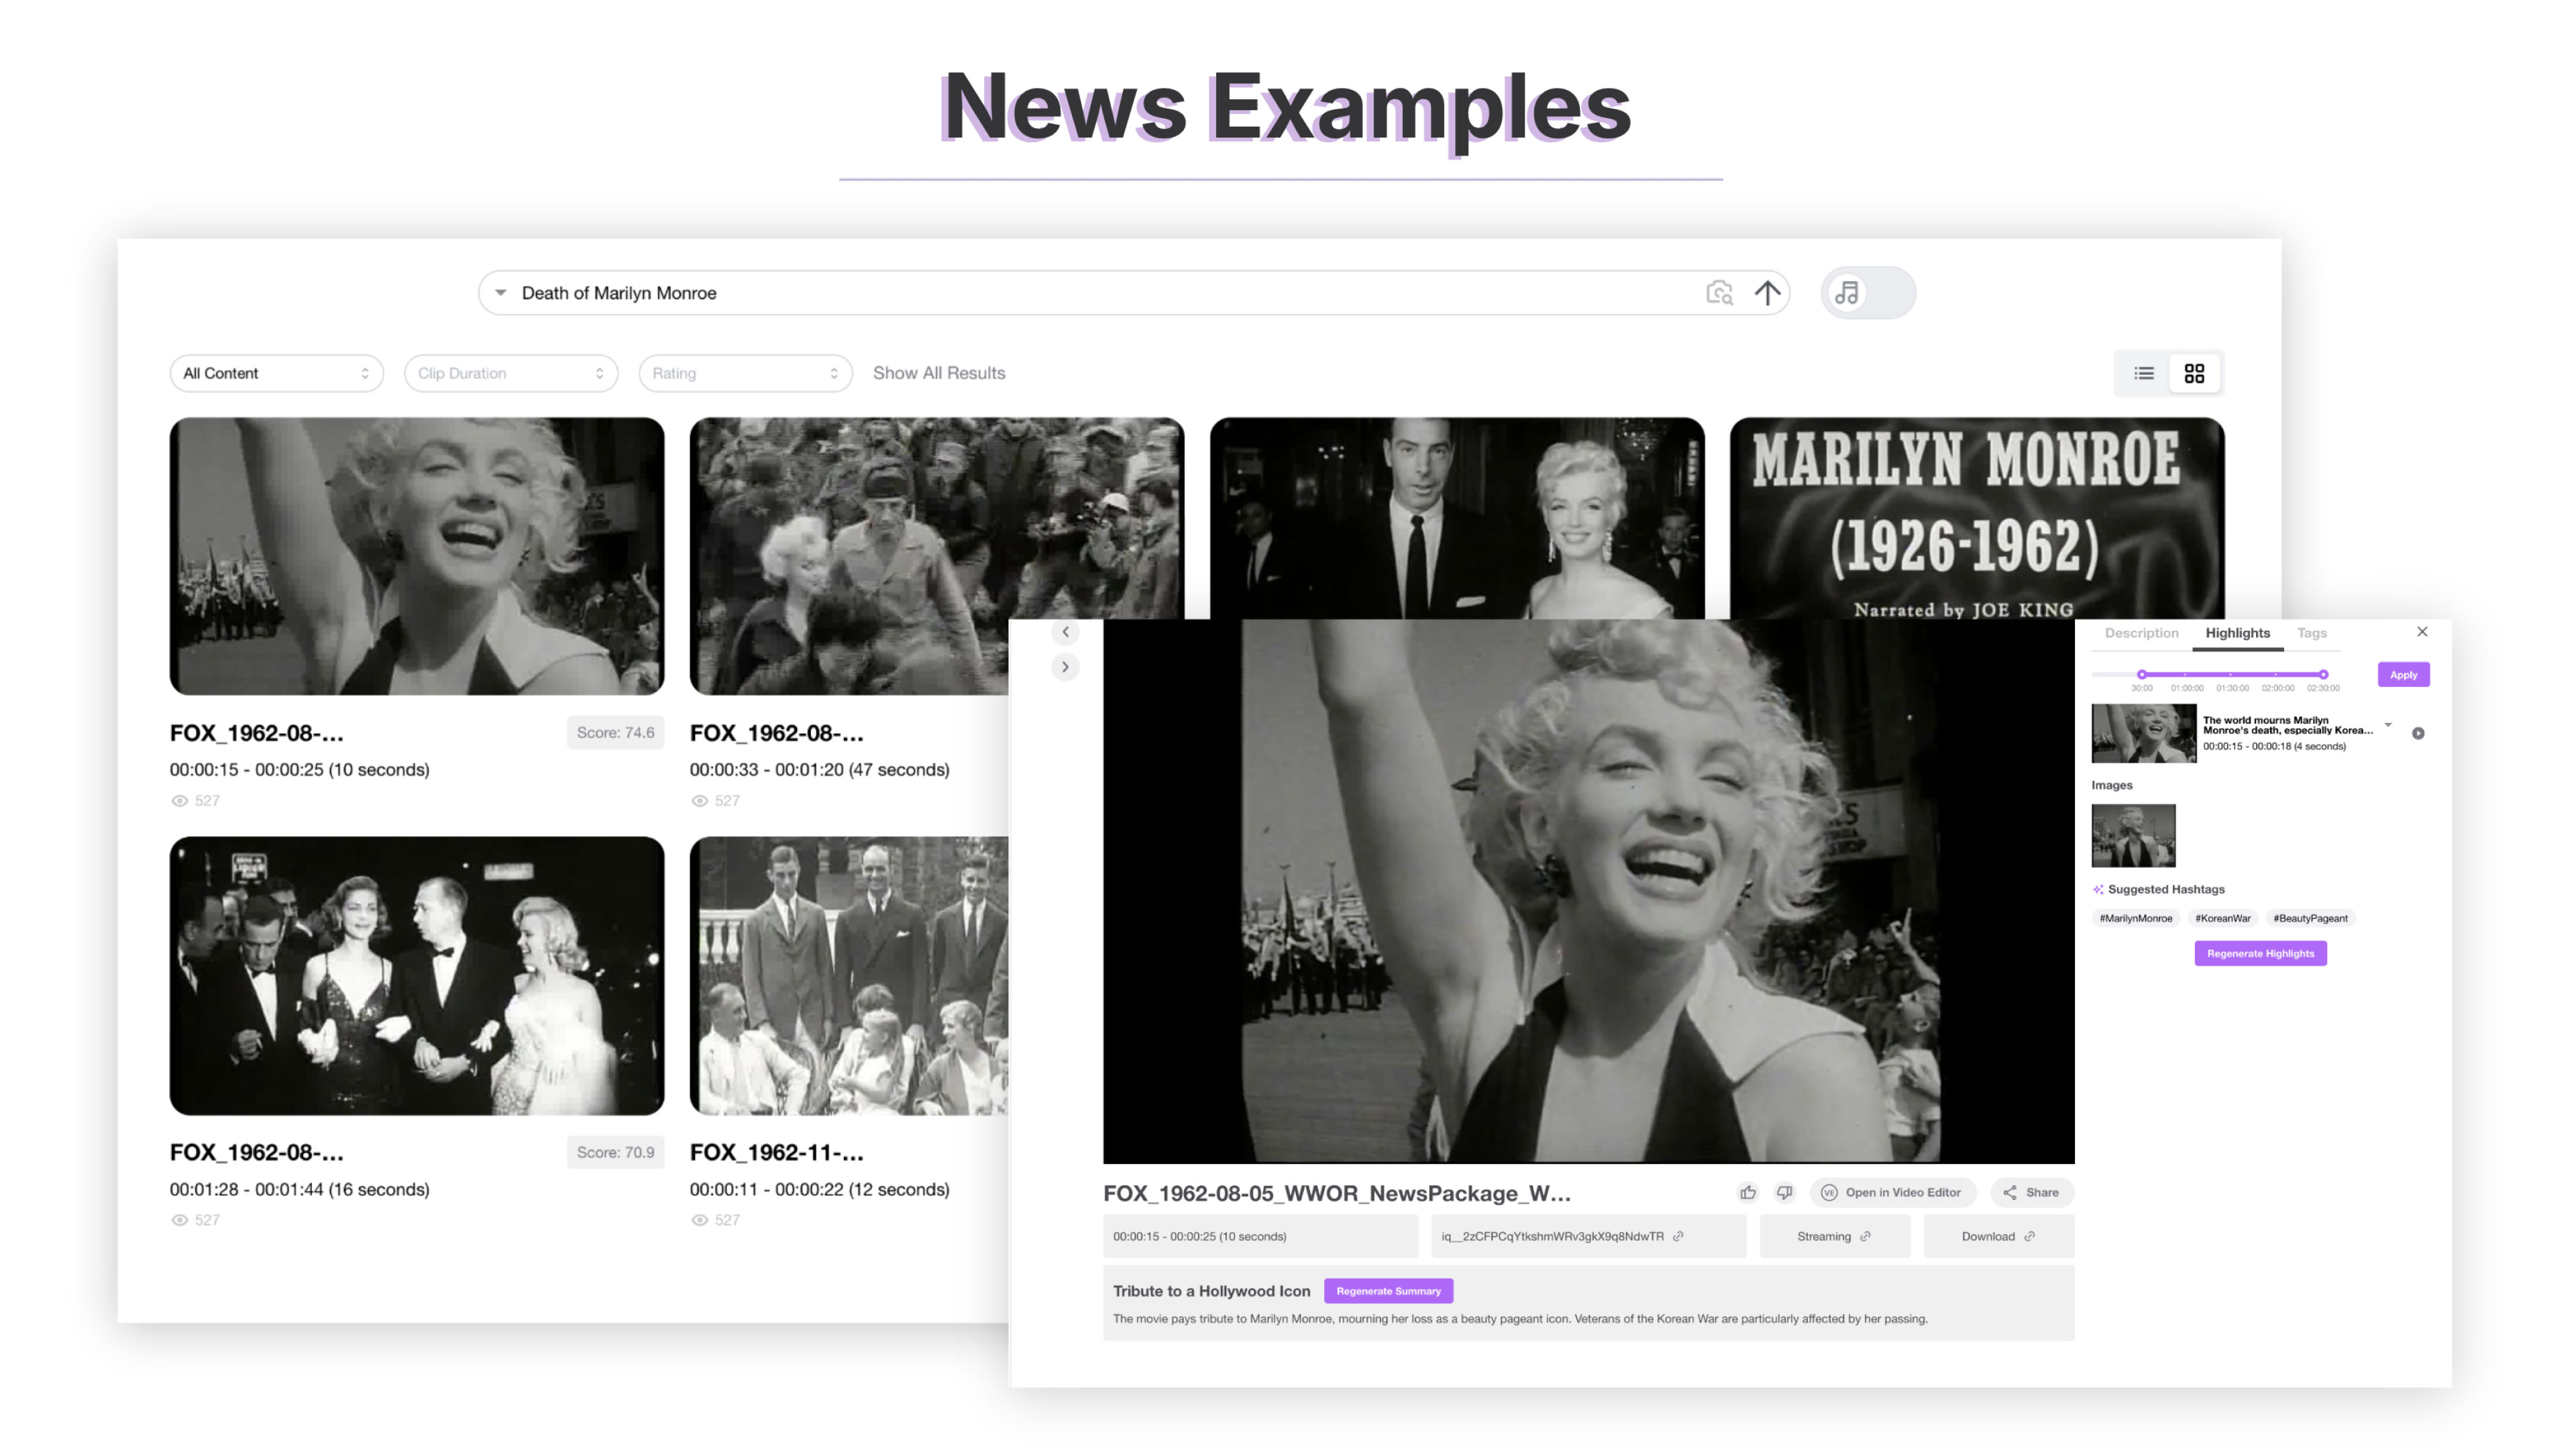 News Examples
Death of Marilyn Monroe
All Content
Clip Duration
Rating
Show All Results
MARILYN MONROE
(1926-1962)
Narrated by JOE KING
FOX_1962-08-...
Score: 74.6
00:00:15 - 00:00:25 (10 seconds)
527
FOX_1962-08-...
00:00:33 - 00:01:20 (47 seconds)
527
FOX_1962-08-...
Score: 70.9
00:01:28 - 00:01:44 (16 seconds)
527
FOX_1962-11-...
00:00:11 - 00:00:22 (12 seconds)
527
FOX_1962-08-05_WWOR_NewsPackage_W...
VE Open in Video Editor
Share
00:00:15 - 00:00:25 (10 seconds)
iq__2zCFPCqYtkshmWRv3gkX9q8NdwTR
Streaming
Download
Tribute to a Hollywood Icon
Regenerate Summary
The movie pays tribute to Marilyn Monroe, mourning her loss as a beauty pageant icon. Veterans of the Korean War are particularly affected by her passing.
Description
Highlights
Tags
30:00 01:00:00 01:30:00 02:00:00 02:30:00
Apply
The world mourns Marilyn
Monroe's death, especially Korea...
00:00:15 - 00:00:18 (4 seconds)
Images
Suggested Hashtags
#MarilynMonroe #KoreanWar #BeautyPageant
Regenerate Highlights